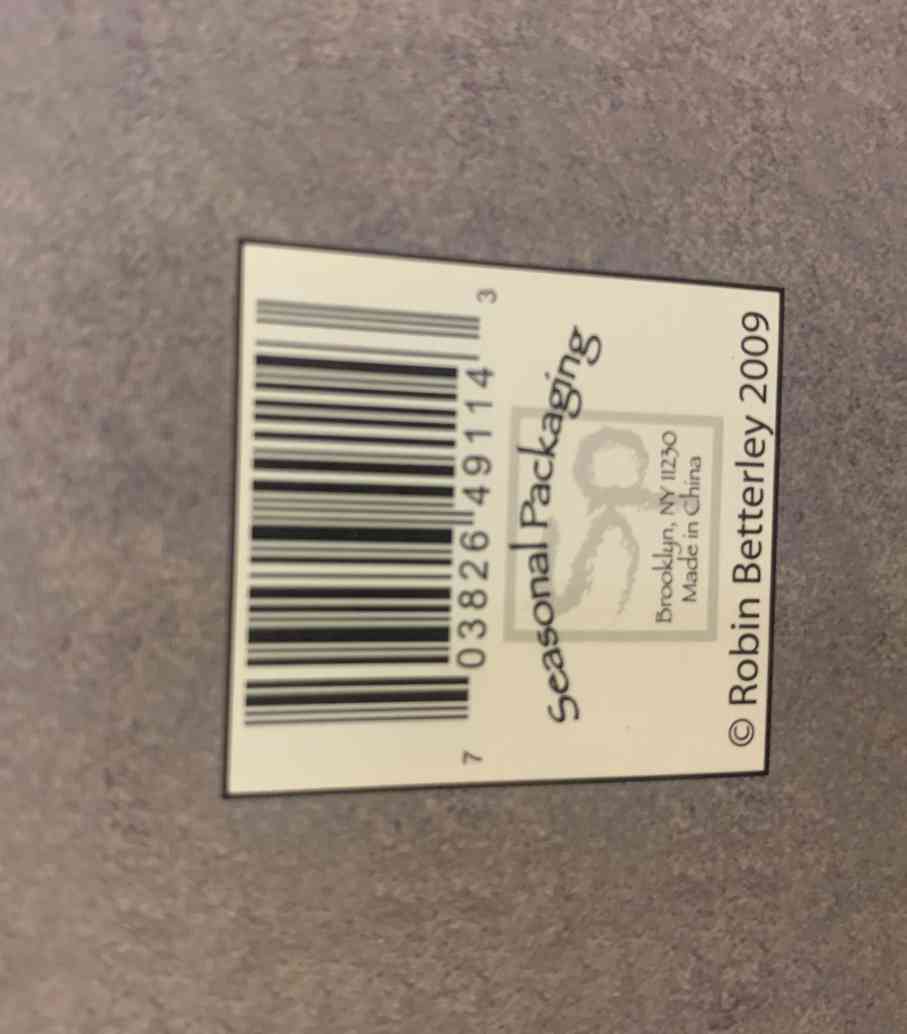 7 03826 49114 3
Seasonal Packaging
Brooklyn, NY 11230
Made in China
© Robin Betterley 2009